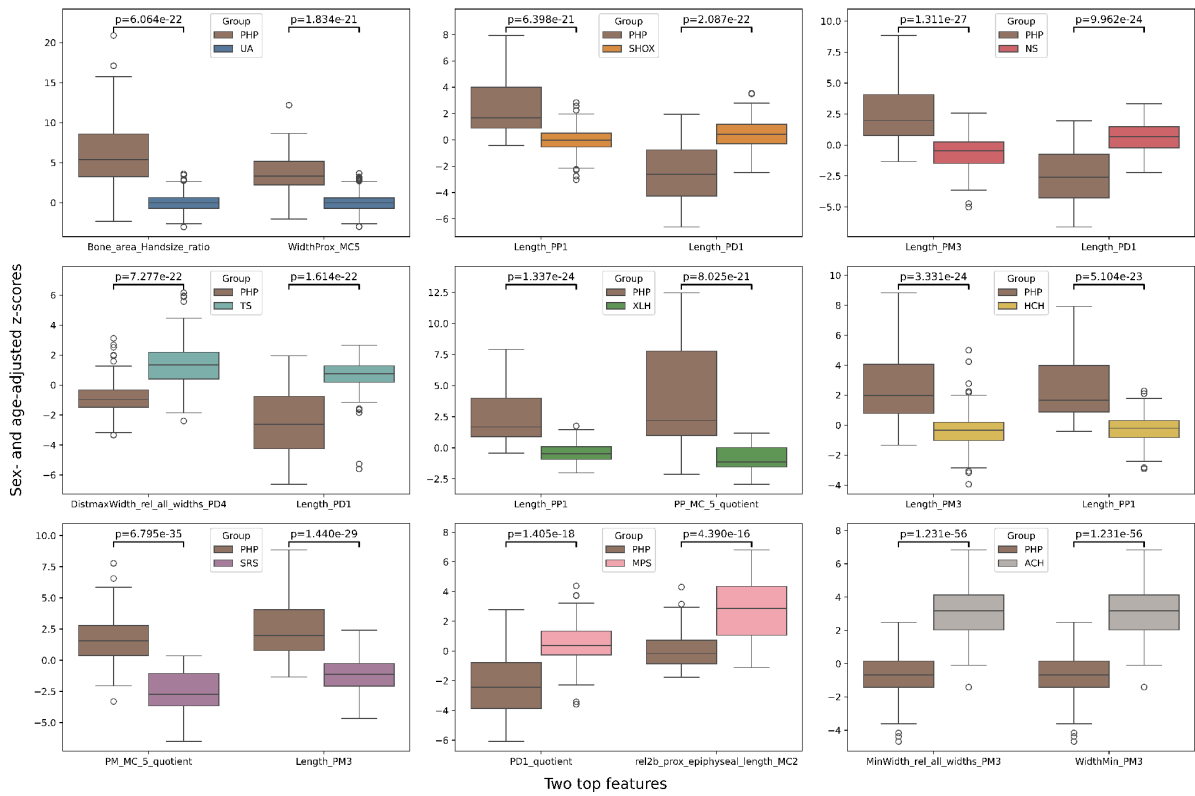 p=6.064e-22 p=1.834e-21
Group
PHP
UA
20
15
10
5
0
Bone_area_Handsize_ratio WidthProx_MC5
p=6.398e-21 p=2.087e-22
Group
PHP
SHOX
8
6
4
2
0
−2
−4
−6
Length_PP1 Length_PD1
p=1.311e-27 p=9.962e-24
Group
PHP
NS
10.0
7.5
5.0
2.5
0.0
−2.5
−5.0
Length_PM3 Length_PD1
Sex- and age-adjusted z-scores
p=7.277e-22 p=1.614e-22
Group
PHP
TS
6
4
2
0
−2
−4
−6
DistmaxWidth_rel_all_widths_PD4 Length_PD1
p=1.337e-24 p=8.025e-21
Group
PHP
XLH
12.5
10.0
7.5
5.0
2.5
0.0
−2.5
Length_PP1 PP_MC_5_quotient
p=3.331e-24 p=5.104e-23
Group
PHP
HCH
10
8
6
4
2
0
−2
−4
Length_PM3 Length_PP1
p=6.795e-35 p=1.440e-29
Group
PHP
SRS
10.0
7.5
5.0
2.5
0.0
−2.5
−5.0
PM_MC_5_quotient Length_PM3
p=1.405e-18 p=4.390e-16
Group
PHP
MPS
8
6
4
2
0
−2
−4
−6
PD1_quotient rel2b_prox_epiphyseal_length_MC2
p=1.231e-56 p=1.231e-56
Group
PHP
ACH
8
6
4
2
0
−2
−4
MinWidth_rel_all_widths_PM3 WidthMin_PM3
Two top features